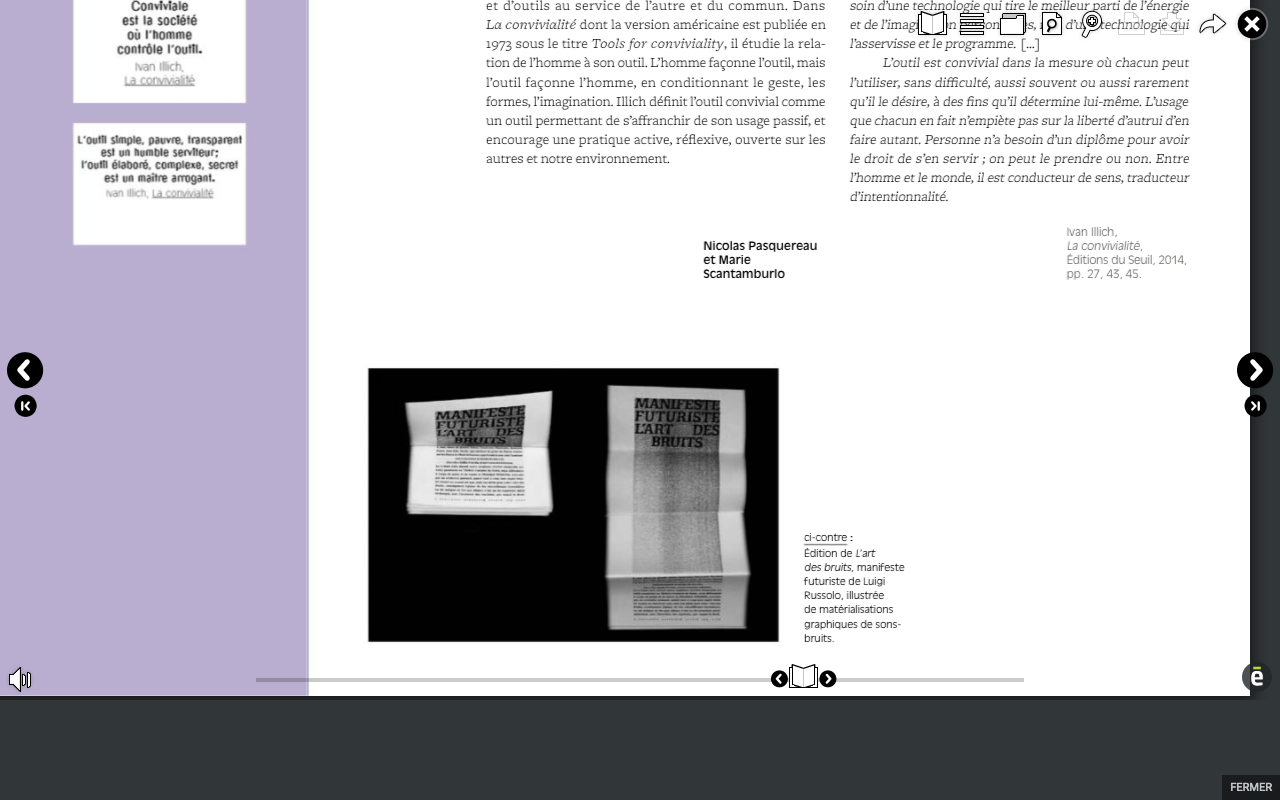 Conviviale
est la société
où l'homme
contrôle l'outil.
Ivan Illich,
La convivialité
L'outil simple, pauvre, transparent
est un humble serviteur;
l'outil élaboré, complexe, secret
est un maître arrogant.
Ivan Illich, La convivialité
et d'outils au service de l'autre et du commun. Dans
La convivialité dont la version américaine est publiée en
1973 sous le titre Tools for conviviality, il étudie la rela-
tion de l'homme à son outil. L'homme façonne l'outil, mais
l'outil façonne l'homme, en conditionnant le geste, les
formes, l'imagination. Illich définit l'outil convivial comme
un outil permettant de s'affranchir de son usage passif, et
encourage une pratique active, réflexive, ouverte sur les
autres et notre environnement.
Nicolas Pasquereau
et Marie
Scantamburlo
soin d'une technologie qui tire le meilleur parti de l'énergie
et de l'imagi d'une technologie qui
l'asservisse et le programme. [...]
L'outil est convivial dans la mesure où chacun peut
l'utiliser, sans difficulté, aussi souvent ou aussi rarement
qu'il le désire, à des fins qu'il détermine lui-même. L'usage
que chacun en fait n'empiète pas sur la liberté d'autrui d'en
faire autant. Personne n'a besoin d'un diplôme pour avoir
le droit de s'en servir ; on peut le prendre ou non. Entre
l'homme et le monde, il est conducteur de sens, traducteur
d'intentionnalité.
Ivan Illich,
La convivialité,
Éditions du Seuil, 2014,
pp. 27, 43, 45.
MANIFESTE
FUTURISTE
L'ART DES
BRUITS
MANIFESTE
FUTURISTE
L'ART DES
BRUITS
ci-contre :
Édition de L'art
des bruits, manifeste
futuriste de Luigi
Russolo, illustrée
de matérialisations
graphiques de sons-
bruits.
ē
FERMER